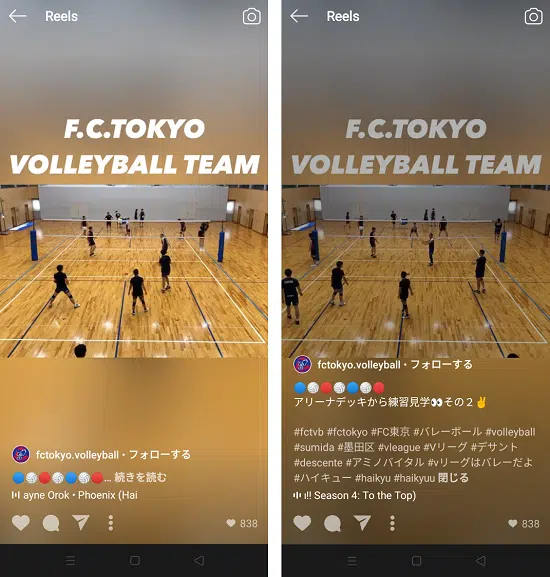 Reels
F.C.TOKYO
VOLLEYBALL TEAM
fctokyo.volleyball・フォローする
🔵🏐🔴🔵🏐🔴... 続きを読む
ayne Orok・Phoenix (Hai
838
Reels
F.C.TOKYO
VOLLEYBALL TEAM
fctokyo.volleyball・フォローする
🔵🏐🔴🔵🏐🔴
アリーナデッキから練習見学👀その２✌
#fctvb #fctokyo #FC東京 #バレーボール #volleyball
#sumida #墨田区 #vleague #Vリーグ #デサント
#descente #アミノバイタル #vリーグはバレーだよ
#ハイキュー #haikyu #haikyuu 閉じる
!! Season 4: To the Top)
838